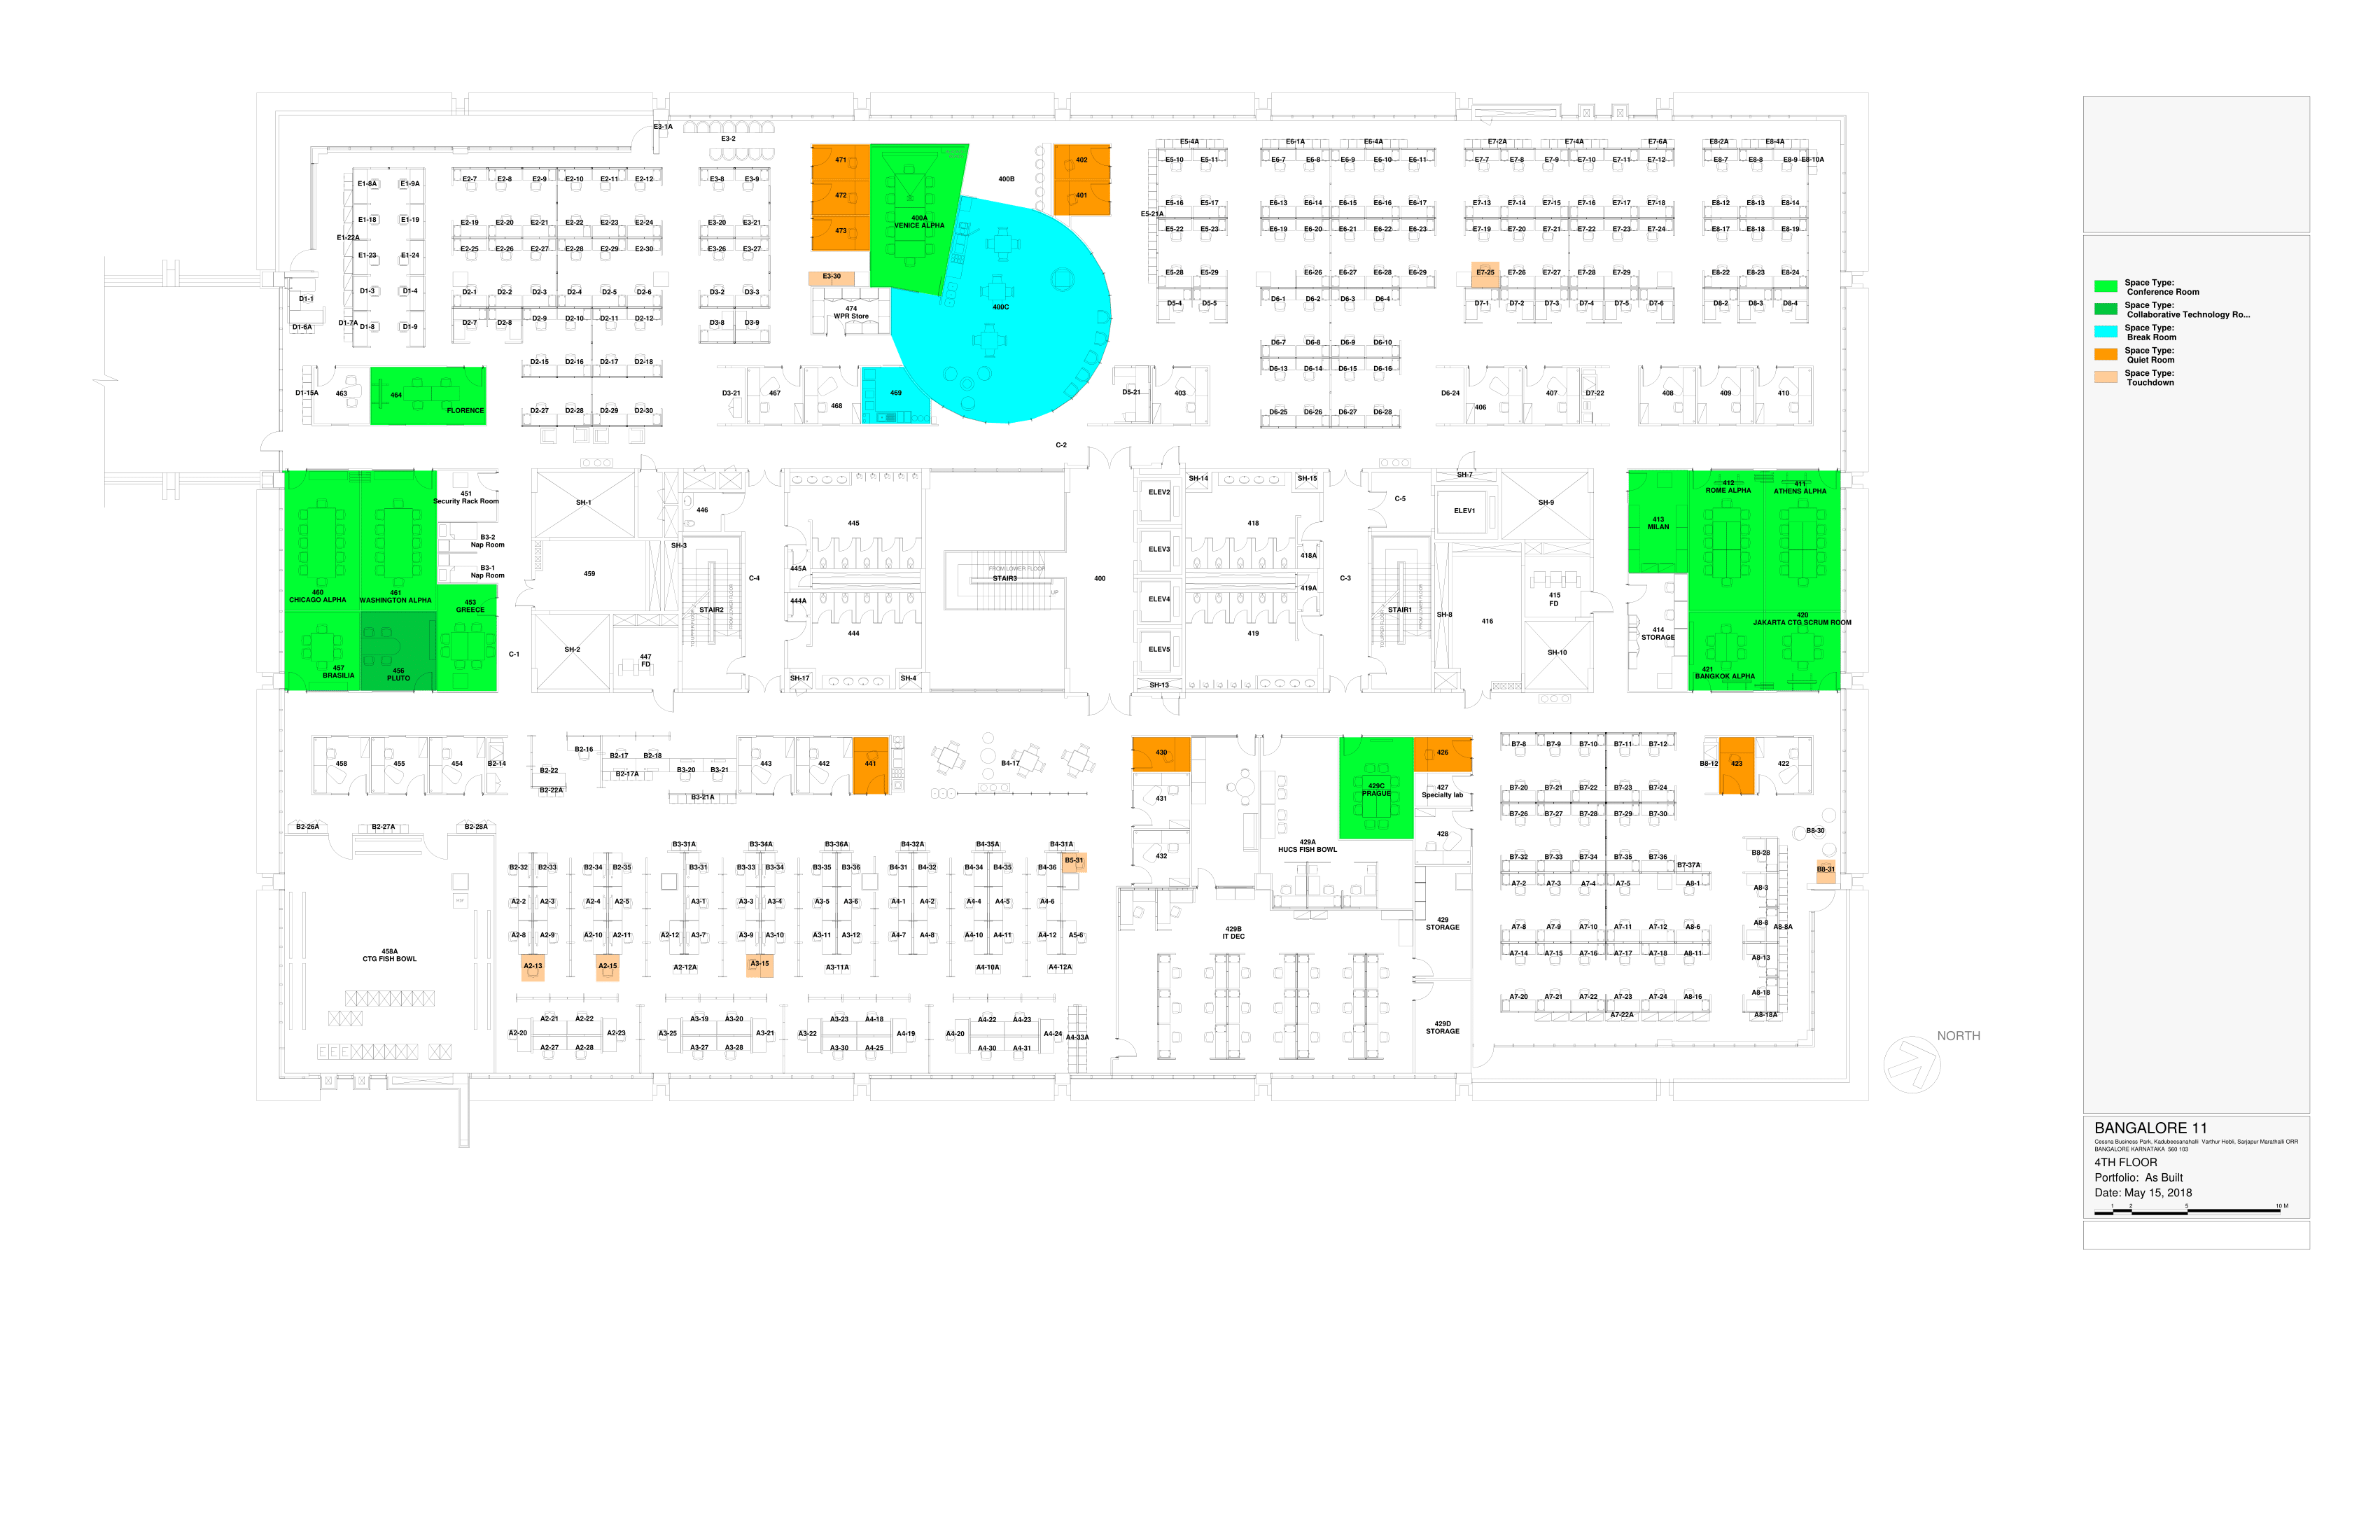 E3-1A
E3-2
E5-4A
E6-1A
E6-4A
E7-2A
E7-4A
E7-6A
E8-2A
E8-4A
471
402
E5-10
E5-11
E6-7
E6-8
E6-9
E6-10
E6-11
E7-7
E7-8
E7-9
E7-10
E7-11
E7-12
E8-7
E8-8
E8-9
E8-10A
E1-8A
E1-9A
E2-7
E2-8
E2-9
E2-10
E2-11
E2-12
E3-8
E3-9
400B
472
401
E5-16
E5-17
E6-13
E6-14
E6-15
E6-16
E6-17
E7-13
E7-14
E7-15
E7-16
E7-17
E7-18
E8-12
E8-13
E8-14
E5-21A
E1-18
E1-19
E2-19
E2-20
E2-21
E2-22
E2-23
E2-24
E3-20
E3-21
400A
VENICE ALPHA
473
E5-22
E5-23
E6-19
E6-20
E6-21
E6-22
E6-23
E7-19
E7-20
E7-21
E7-22
E7-23
E7-24
E8-17
E8-18
E8-19
E1-22A
E1-23
E1-24
E2-25
E2-26
E2-27
E2-28
E2-29
E2-30
E3-26
E3-27
E3-30
E5-28
E5-29
E6-26
E6-27
E6-28
E6-29
E7-25
E7-26
E7-27
E7-28
E7-29
E8-22
E8-23
E8-24
D1-1
D1-3
D1-4
D2-1
D2-2
D2-3
D2-4
D2-5
D2-6
D3-2
D3-3
474
WPR Store
400C
D5-4
D5-5
D6-1
D6-2
D6-3
D6-4
D7-1
D7-2
D7-3
D7-4
D7-5
D7-6
D8-2
D8-3
D8-4
D1-6A
D1-7A
D1-8
D1-9
D2-7
D2-8
D2-9
D2-10
D2-11
D2-12
D3-8
D3-9
D6-7
D6-8
D6-9
D6-10
D2-15
D2-16
D2-17
D2-18
D6-13
D6-14
D6-15
D6-16
D1-15A
463
464
FLORENCE
D3-21
467
468
469
D5-21
403
D6-24
406
407
D7-22
408
409
410
D2-27
D2-28
D2-29
D2-30
D6-25
D6-26
D6-27
D6-28
C-2
451
Security Rack Room
SH-1
446
445
SH-14
SH-15
ELEV2
C-5
SH-7
ELEV1
SH-9
412
ROME ALPHA
411
ATHENS ALPHA
413
MILAN
418
B3-2
Nap Room
SH-3
ELEV3
418A
B3-1
Nap Room
459
C-4
445A
FROM LOWER FLOOR
STAIR3
UP
400
419A
C-3
460
CHICAGO ALPHA
461
WASHINGTON ALPHA
453
GREECE
STAIR2
TO UPPER FLOOR
FROM LOWER FLOOR
444A
ELEV4
STAIR1
TO UPPER FLOOR
FROM LOWER FLOOR
SH-8
416
415
FD
420
JAKARTA CTG SCRUM ROOM
444
419
414
STORAGE
C-1
SH-2
447
FD
ELEV5
SH-10
457
BRASILIA
456
PLUTO
SH-17
SH-4
SH-13
421
BANGKOK ALPHA
458
455
454
B2-14
B2-16
B2-17
B2-18
B2-22
B2-17A
B2-22A
B3-20
B3-21
B3-21A
443
442
441
B4-17
430
431
432
426
427
Specialty lab
428
429C
PRAGUE
B7-8
B7-9
B7-10
B7-11
B7-12
B8-12
423
422
B7-20
B7-21
B7-22
B7-23
B7-24
B7-26
B7-27
B7-28
B7-29
B7-30
B8-30
B2-26A
B2-27A
B2-28A
B3-31A
B3-34A
B3-36A
B4-32A
B4-35A
B4-31A
429A
HUCS FISH BOWL
B2-32
B2-33
B2-34
B2-35
B3-31
B3-33
B3-34
B3-35
B3-36
B4-31
B4-32
B4-34
B4-35
B4-36
B5-31
B7-32
B7-33
B7-34
B7-35
B7-36
B7-37A
B8-28
B8-31
A7-2
A7-3
A7-4
A7-5
A8-1
A8-3
A2-2
A2-3
A2-4
A2-5
A3-1
A3-3
A3-4
A3-5
A3-6
A4-1
A4-2
A4-4
A4-5
A4-6
A2-8
A2-9
A2-10
A2-11
A2-12
A3-7
A3-9
A3-10
A3-11
A3-12
A4-7
A4-8
A4-10
A4-11
A4-12
A5-6
429
STORAGE
429B
IT DEC
A7-8
A7-9
A7-10
A7-11
A7-12
A8-6
A8-8
A8-8A
458A
CTG FISH BOWL
A2-13
A2-15
A2-12A
A3-15
A3-11A
A4-10A
A4-12A
A7-14
A7-15
A7-16
A7-17
A7-18
A8-11
A8-13
A7-20
A7-21
A7-22
A7-23
A7-24
A8-16
A8-18
A7-22A
A8-18A
A2-20
A2-21
A2-22
A2-23
A3-25
A3-19
A3-20
A3-21
A3-22
A3-23
A4-18
A4-19
A4-20
A4-22
A4-23
A4-24
A4-33A
429D
STORAGE
A2-27
A2-28
A3-27
A3-28
A3-30
A4-25
A4-30
A4-31
NORTH
Space Type:
Conference Room
Space Type:
Collaborative Technology Ro...
Space Type:
Break Room
Space Type:
Quiet Room
Space Type:
Touchdown
BANGALORE 11
Cessna Business Park, Kadubeesanahalli Varthur Hobli, Sarjapur Marathalli ORR
BANGALORE KARNATAKA 560 103
4TH FLOOR
Portfolio: As Built
Date: May 15, 2018
1 2 5 10 M